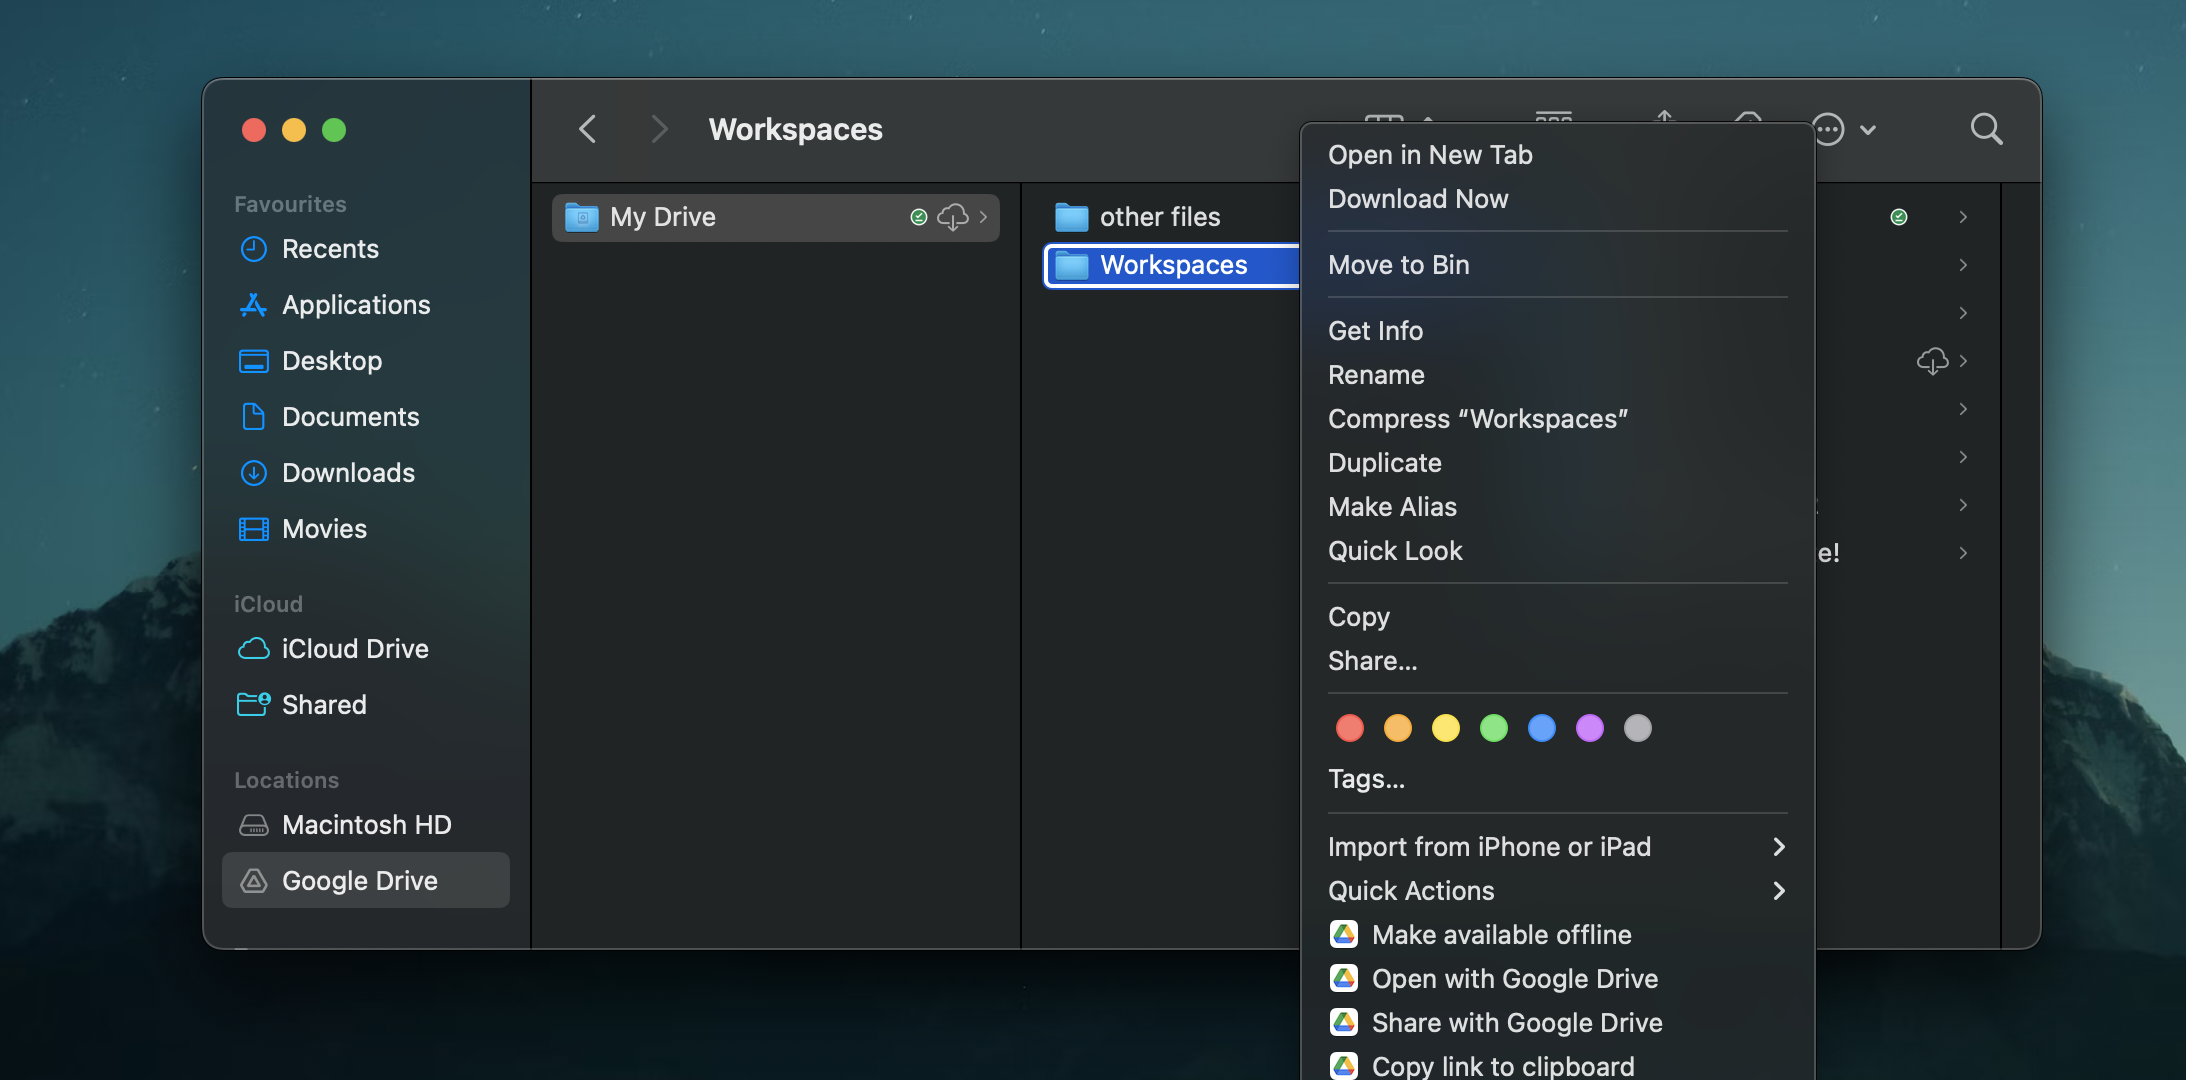 Workspaces
Favourites
Recents
Applications
Desktop
Documents
Downloads
Movies
iCloud
iCloud Drive
Shared
Locations
Macintosh HD
Google Drive
My Drive
other files
Workspaces
e!
Open in New Tab
Download Now
Move to Bin
Get Info
Rename
Compress “Workspaces”
Duplicate
Make Alias
Quick Look
Copy
Share...
Tags...
Import from iPhone or iPad
Quick Actions
Make available offline
Open with Google Drive
Share with Google Drive
Copy link to clipboard